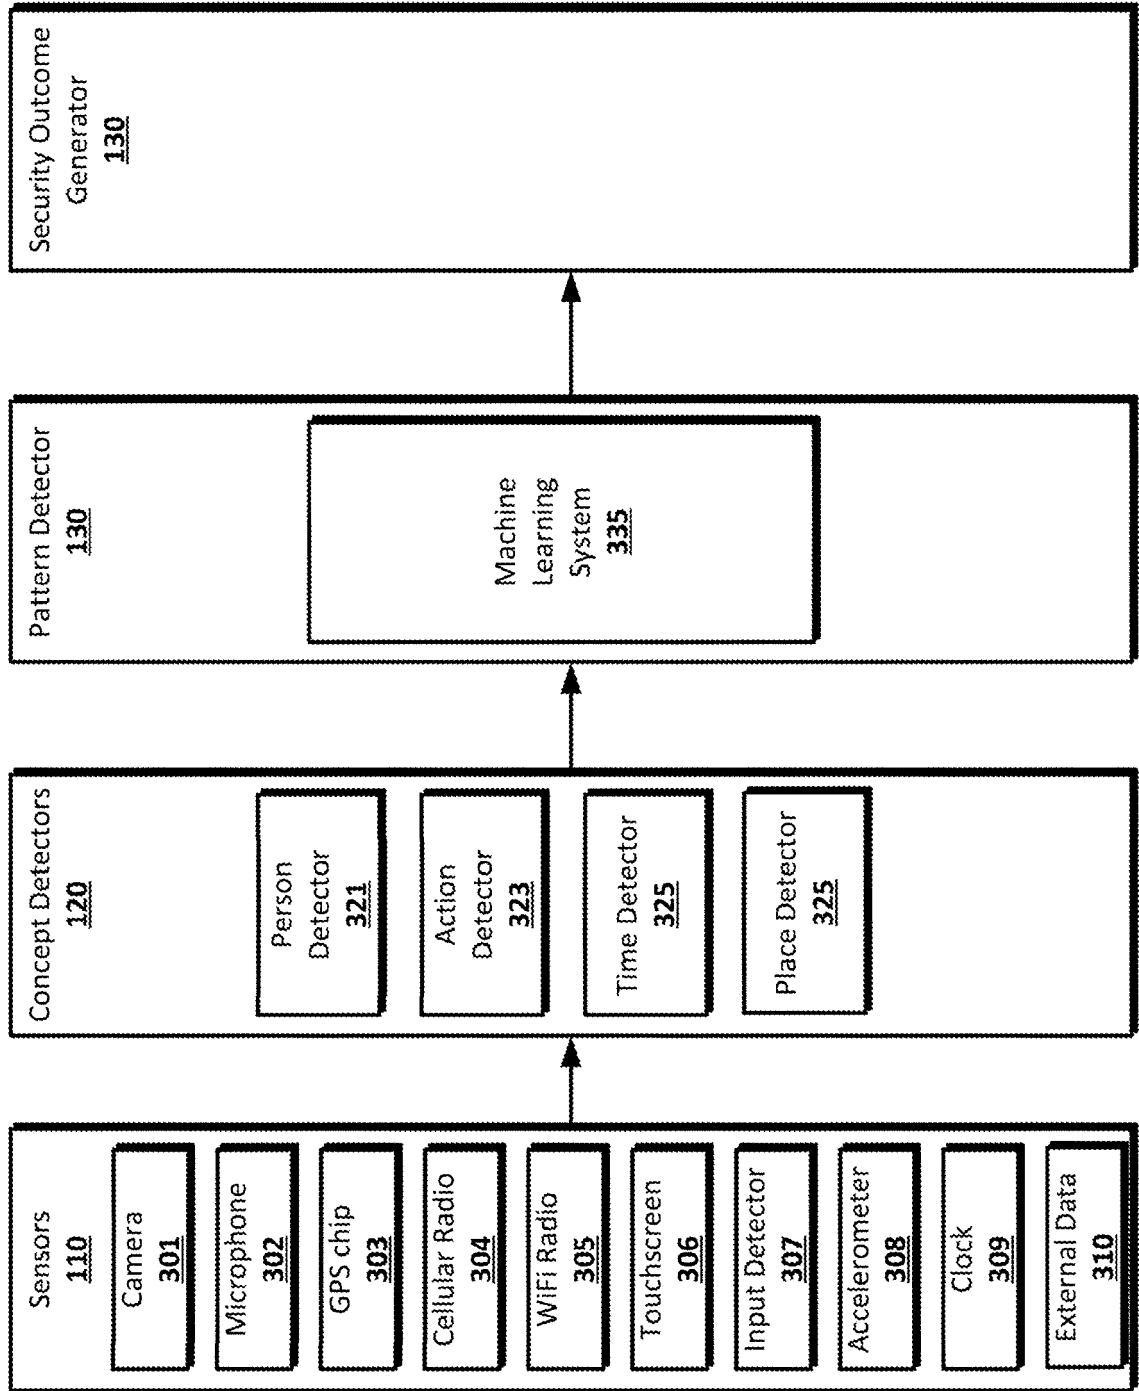 Sensors
110
Camera
301
Microphone
302
GPS chip
303
Cellular Radio
304
WiFi Radio
305
Touchscreen
306
Input Detector
307
Accelerometer
308
Clock
309
External Data
310
Concept Detectors
120
Person
Detector
321
Action
Detector
323
Time Detector
325
Place Detector
325
Pattern Detector
130
Machine
Learning
System
335
Security Outcome
Generator
130